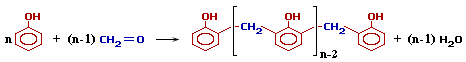 n OH + (n-1) CH2=O → OH CH2 OH CH2 OH n-2 + (n-1) H2O